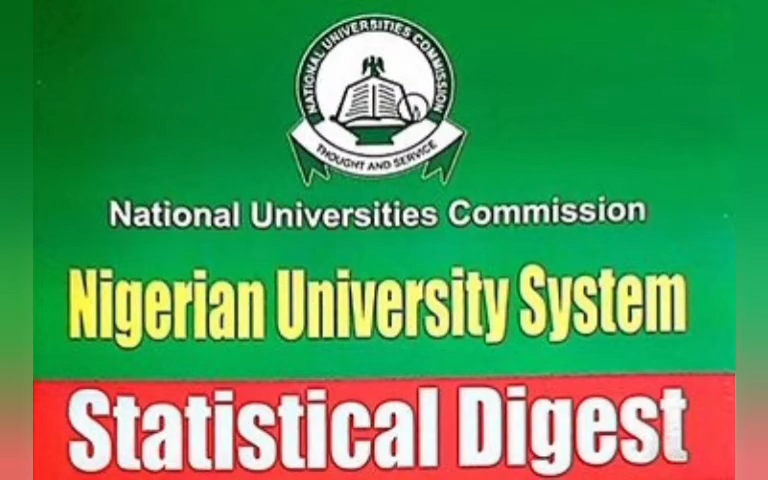 NATIONAL UNIVERSITIES COMMISSION
THOUGHT AND SERVICE
National Universities Commission
Nigerian University System
Statistical Digest